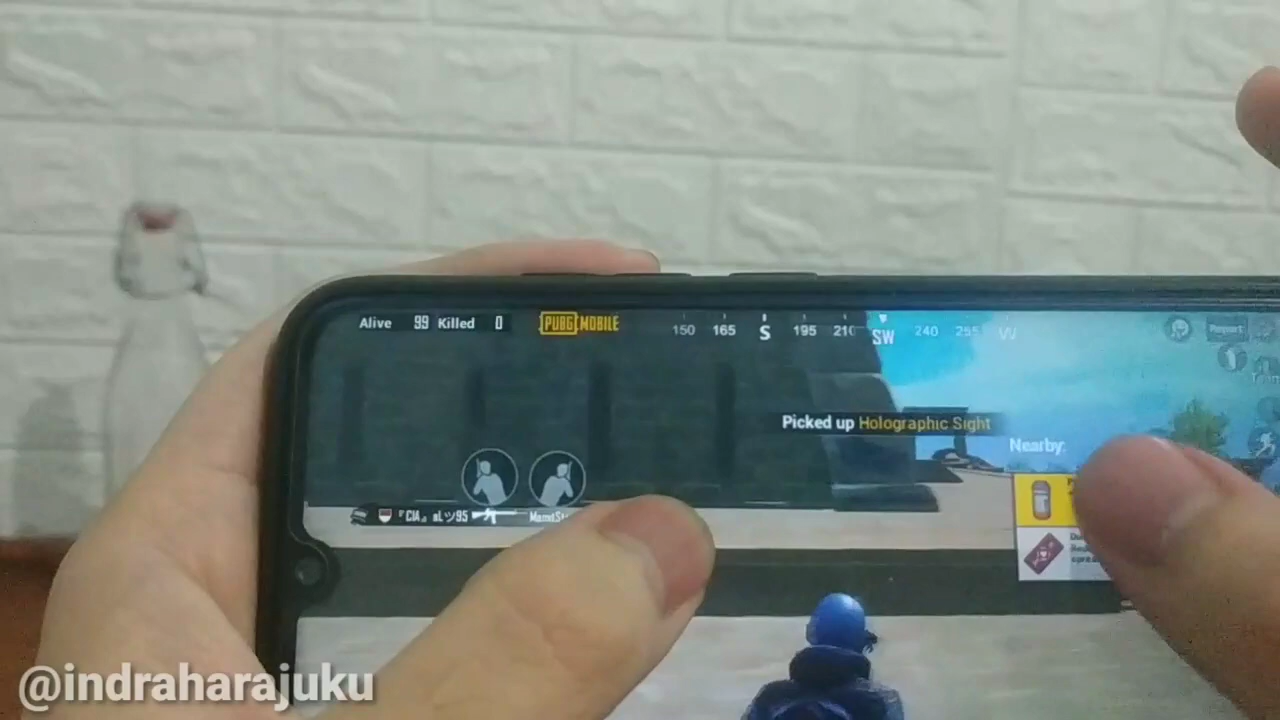 Alive 99 Killed 0
PUBG MOBILE
150 165 S 195 210 SW 240 255 W
Report
Picked up Holographic Sight
Nearby:
95
@indraharajuku